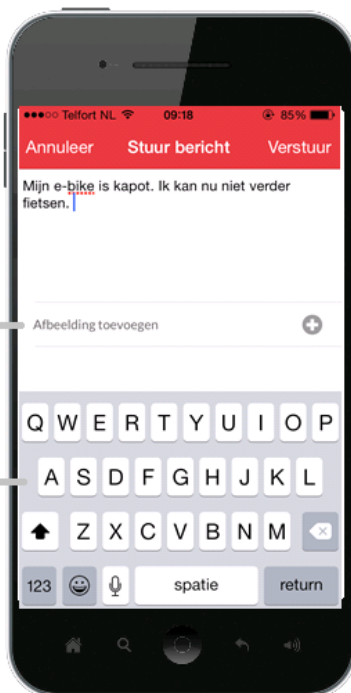 Telfort NL 09:18 85%
Annuleer Stuur bericht Verstuur
Mijn e-bike is kapot. Ik kan nu niet verder
fietsen.
Afbeelding toevoegen
Q W E R T Y U I O P
A S D F G H J K L
Z X C V B N M
123 spatie return